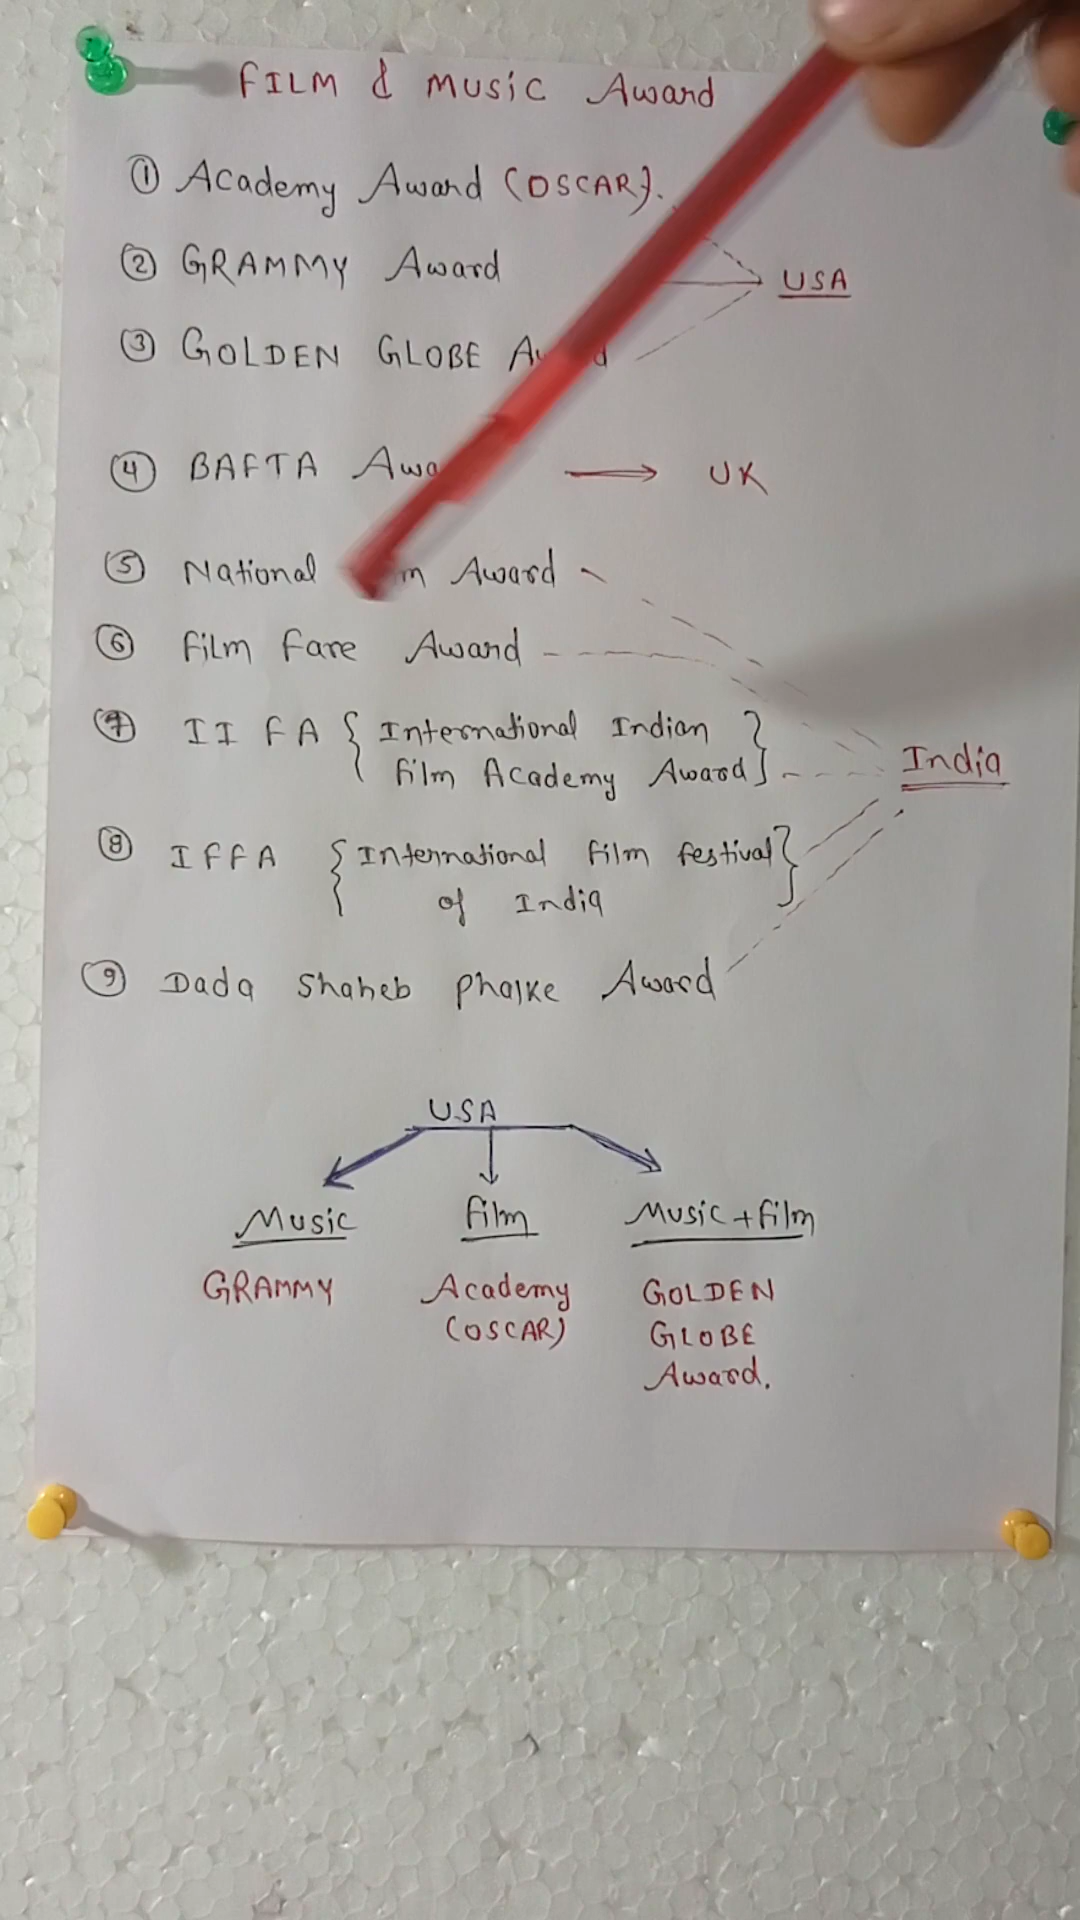 FILM & MUSIC Award
① Academy Award (OSCAR).
② GRAMMY Award
USA
③ GOLDEN GLOBE
④ BAFTA → UK
⑤ National Award
⑥ Film Fare Award
⑦ IIFA { International Indian
Film Academy Award }
India
⑧ IFFA { International Film Festival }
of India
⑨ Dada Shaheb Phalke Award
USA
Music Film Music + Film
GRAMMY Academy GOLDEN
(OSCAR) GLOBE
Award.